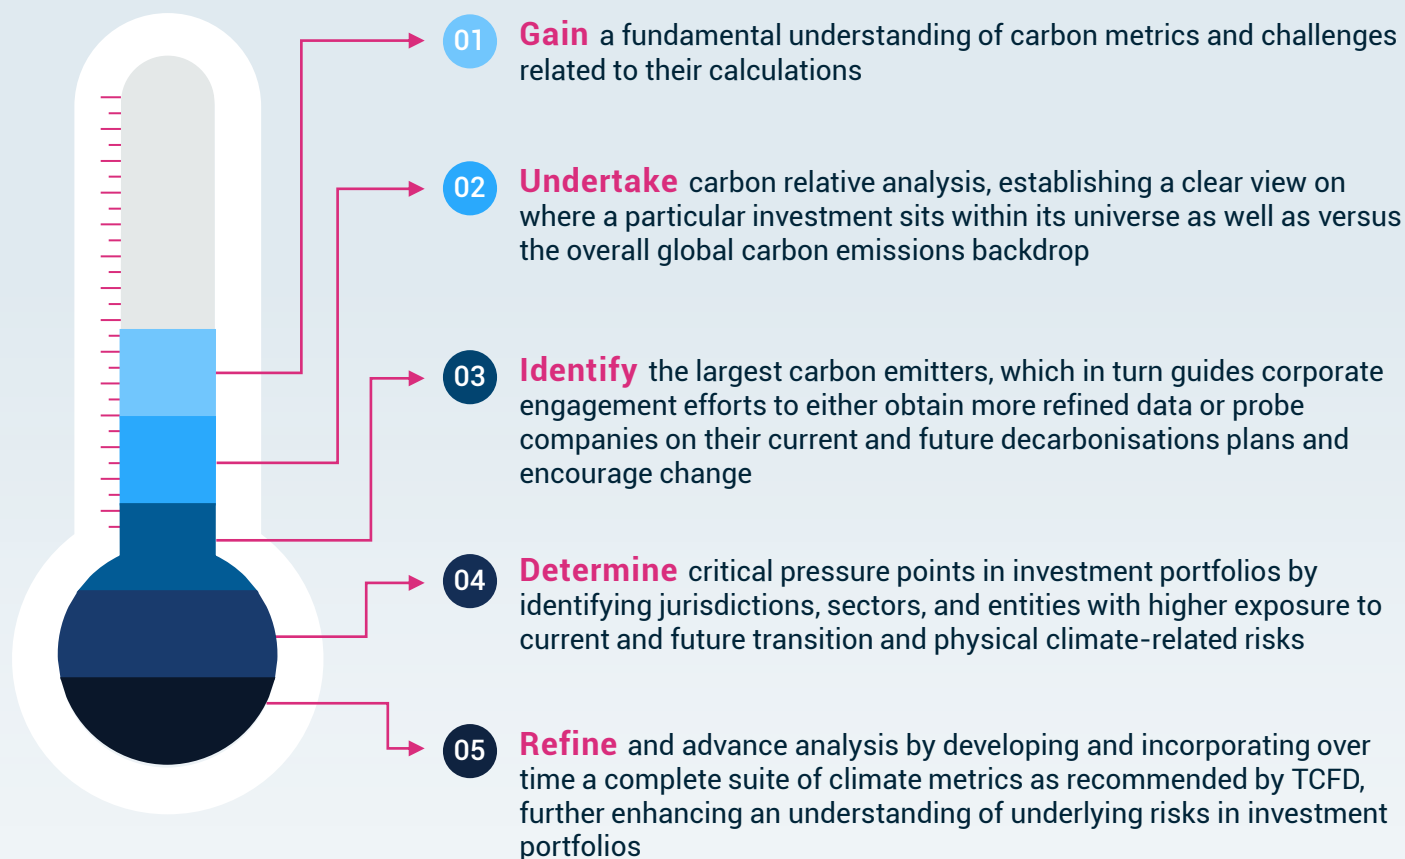 01
Gain a fundamental understanding of carbon metrics and challenges
related to their calculations
02
Undertake carbon relative analysis, establishing a clear view on
where a particular investment sits within its universe as well as versus
the overall global carbon emissions backdrop
03
Identify the largest carbon emitters, which in turn guides corporate
engagement efforts to either obtain more refined data or probe
companies on their current and future decarbonisations plans and
encourage change
04
Determine critical pressure points in investment portfolios by
identifying jurisdictions, sectors, and entities with higher exposure to
current and future transition and physical climate-related risks
05
Refine and advance analysis by developing and incorporating over
time a complete suite of climate metrics as recommended by TCFD,
further enhancing an understanding of underlying risks in investment
portfolios